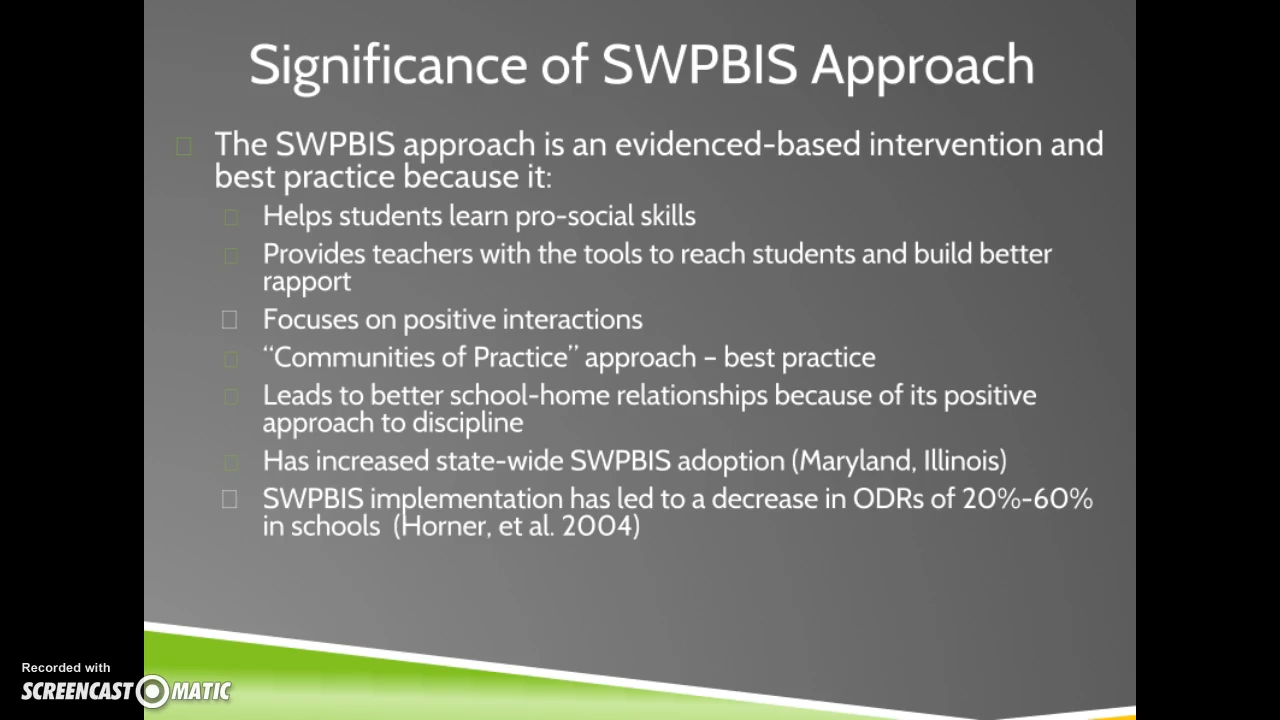 Significance of SWPBIS Approach
The SWPBIS approach is an evidenced-based intervention and
best practice because it:
Helps students learn pro-social skills
Provides teachers with the tools to reach students and build better
rapport
Focuses on positive interactions
“Communities of Practice” approach – best practice
Leads to better school-home relationships because of its positive
approach to discipline
Has increased state-wide SWPBIS adoption (Maryland, Illinois)
SWPBIS implementation has led to a decrease in ODRs of 20%-60%
in schools  (Horner, et al. 2004)
Recorded with
SCREENCAST MATIC